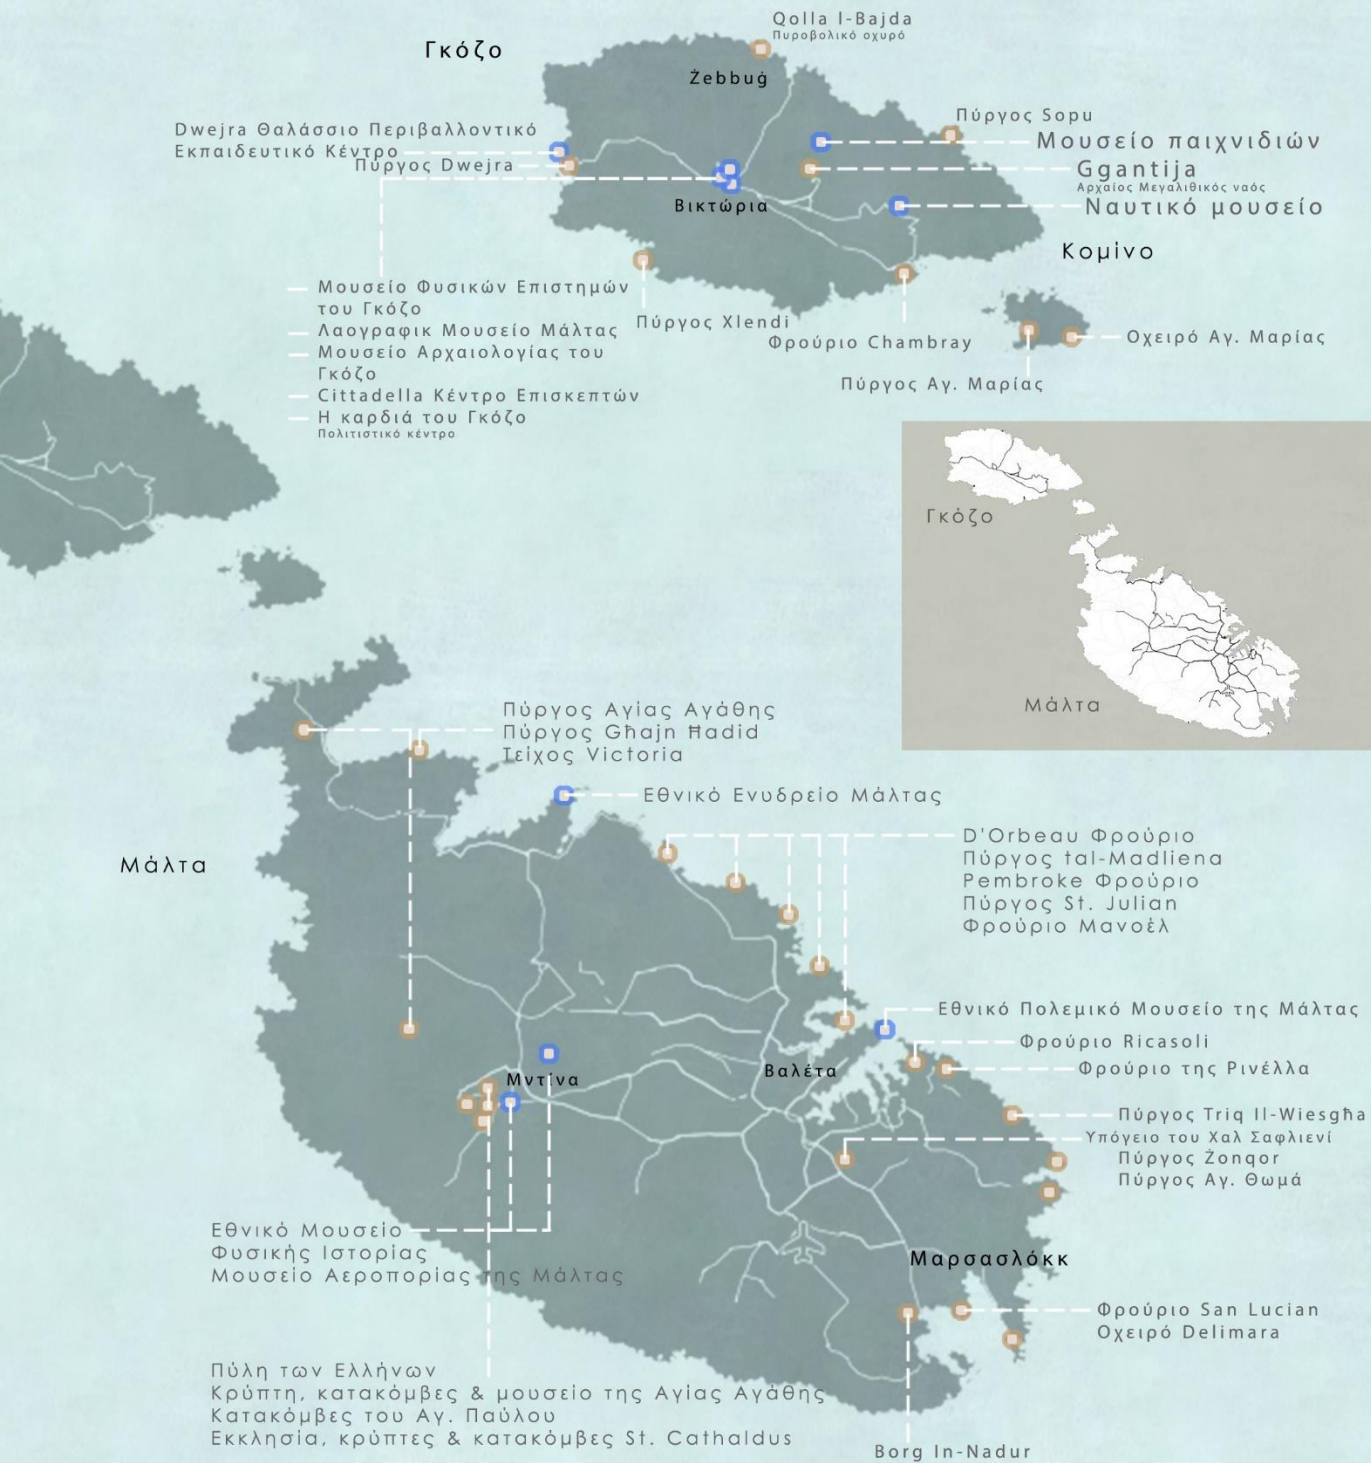 Qolla I-Bajda
Πυροβολικό οχυρό
Γκόζο
Żebbuġ
Πύργος Sopu
Dwejra Θαλάσσιο Περιβαλλοντικό
Εκπαιδευτικό Κέντρο
Μουσείο παιχνιδιών
Πύργος Dwejra
Ggantija
Αρχαίος Μεγαλιθικός ναός
Βικτώρια
Ναυτικό μουσείο
Κομίνο
Μουσείο Φυσικών Επιστημών
του Γκόζο
Λαογραφικ Μουσείο Μάλτας
Μουσείο Αρχαιολογίας του
Γκόζο
Cittadella Κέντρο Επισκεπτών
Η καρδιά του Γκόζο
Πολιτιστικό κέντρο
Πύργος Xlendi
Φρούριο Chambray
Οχειρό Αγ. Μαρίας
Πύργος Αγ. Μαρίας
Γκόζο
Μάλτα
Πύργος Αγίας Αγάθης
Πύργος Għajn Ħadid
Τείχος Victoria
Εθνικό Ενυδρείο Μάλτας
Μάλτα
D'Orbeau Φρούριο
Πύργος tal-Madliena
Pembroke Φρούριο
Πύργος St. Julian
Φρούριο Μανοέλ
Εθνικό Πολεμικό Μουσείο της Μάλτας
Φρούριο Ricasoli
Βαλέτα
Φρούριο της Ρινέλλα
Μντίνα
Πύργος Triq Il-Wiesgħa
Υπόγειο του Χαλ Σαφλιενί
Πύργος Żonqor
Πύργος Αγ. Θωμά
Εθνικό Μουσείο
Φυσικής Ιστορίας
Μουσείο Αεροπορίας της Μάλτας
Μαρσασλόκκ
Φρούριο San Lucian
Οχειρό Delimara
Πύλη των Ελλήνων
Κρύπτη, κατακόμβες & μουσείο της Αγίας Αγάθης
Κατακόμβες του Αγ. Παύλου
Εκκλησία, κρύπτες & κατακόμβες St. Cathaldus
Borg In-Nadur